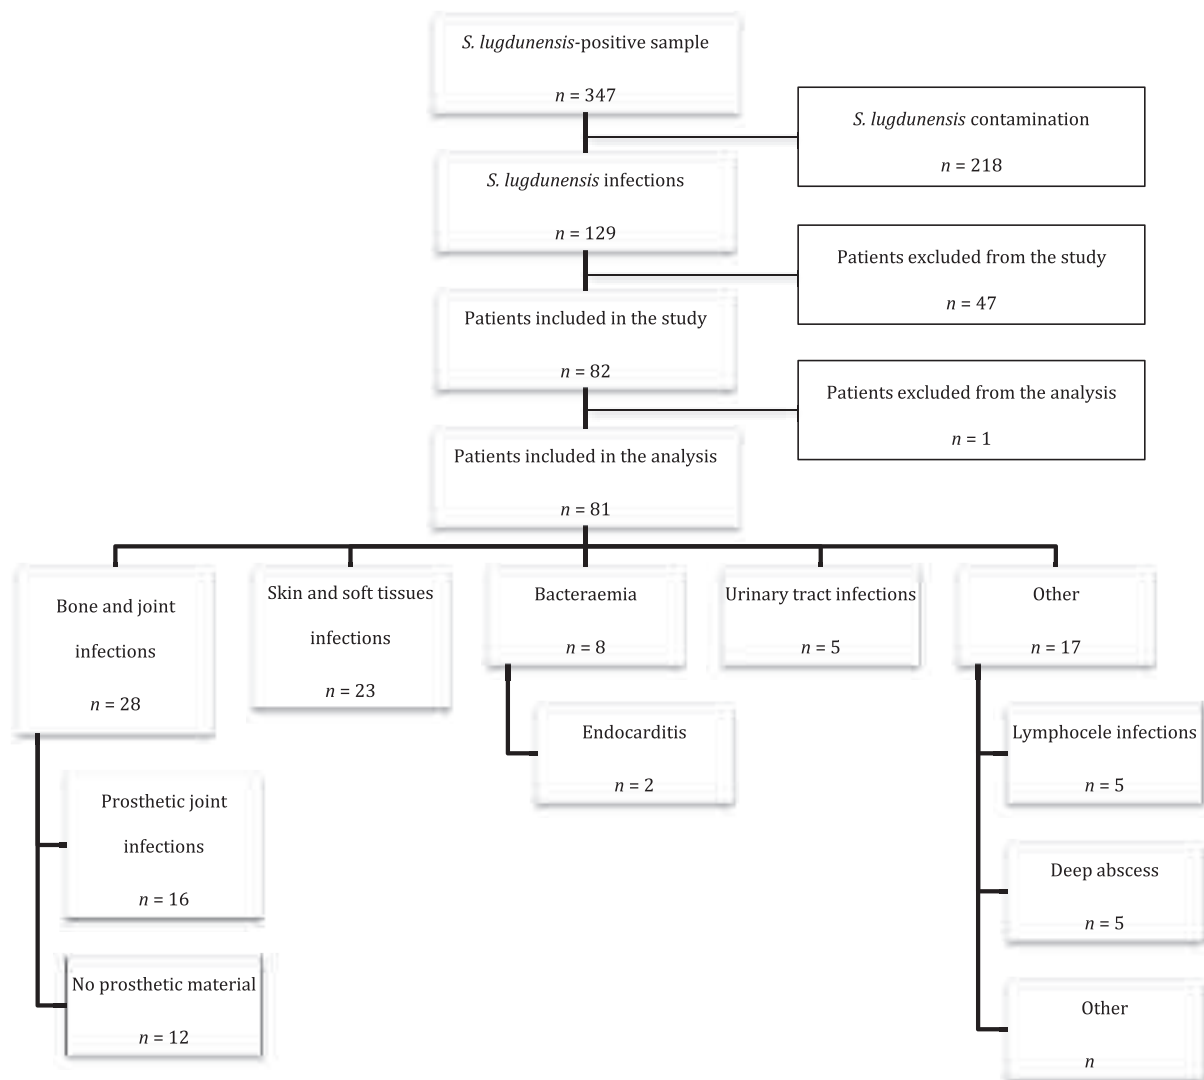 S. lugdunensis-positive sample
n = 347
S. lugdunensis contamination
n = 218
S. lugdunensis infections
n = 129
Patients excluded from the study
n = 47
Patients included in the study
n = 82
Patients excluded from the analysis
n = 1
Patients included in the analysis
n = 81
Bone and joint
infections
n = 28
Skin and soft tissues
infections
n = 23
Bacteraemia
n = 8
Urinary tract infections
n = 5
Other
n = 17
Prosthetic joint
infections
n = 16
No prosthetic material
n = 12
Endocarditis
n = 2
Lymphocele infections
n = 5
Deep abscess
n = 5
Other
n